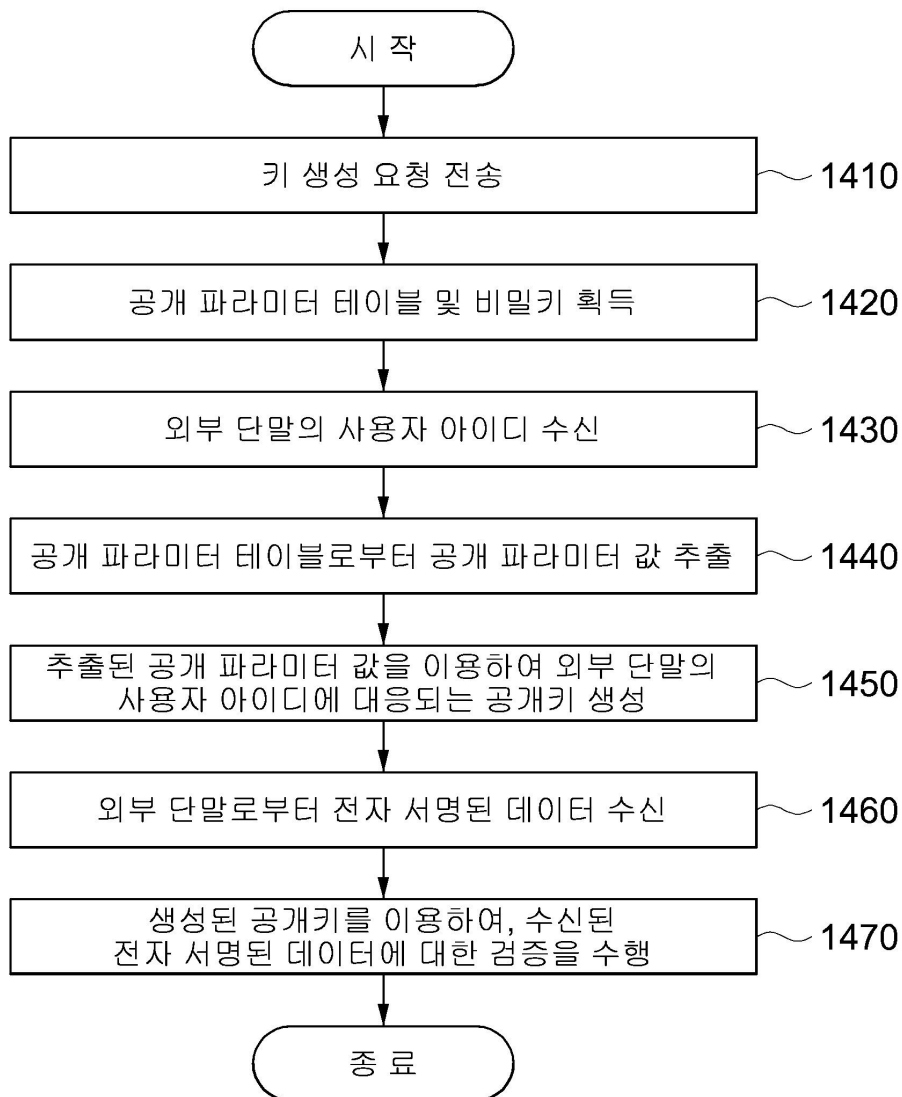 시 작
키 생성 요청 전송
1410
공개 파라미터 테이블 및 비밀키 획득
1420
외부 단말의 사용자 아이디 수신
1430
공개 파라미터 테이블로부터 공개 파라미터 값 추출
1440
추출된 공개 파라미터 값을 이용하여 외부 단말의
사용자 아이디에 대응되는 공개키 생성
1450
외부 단말로부터 전자 서명된 데이터 수신
1460
생성된 공개키를 이용하여, 수신된
전자 서명된 데이터에 대한 검증을 수행
1470
종 료